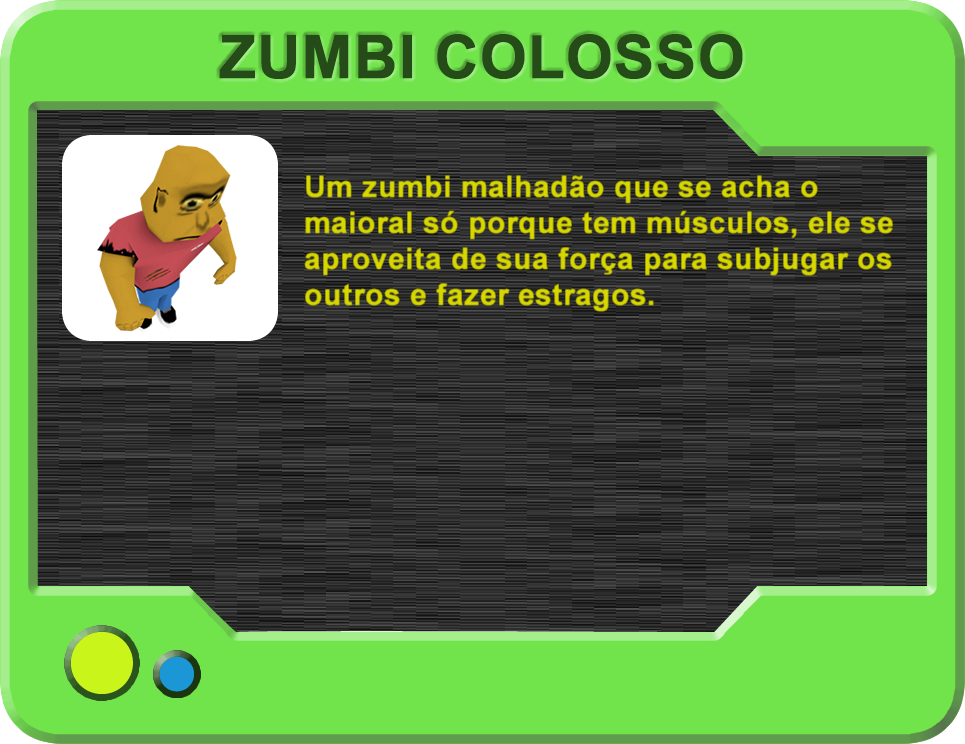 ZUMBI COLOSSO
Um zumbi malhadão que se acha o
maioral só porque tem músculos, ele se
aproveita de sua força para subjugar os
outros e fazer estragos.